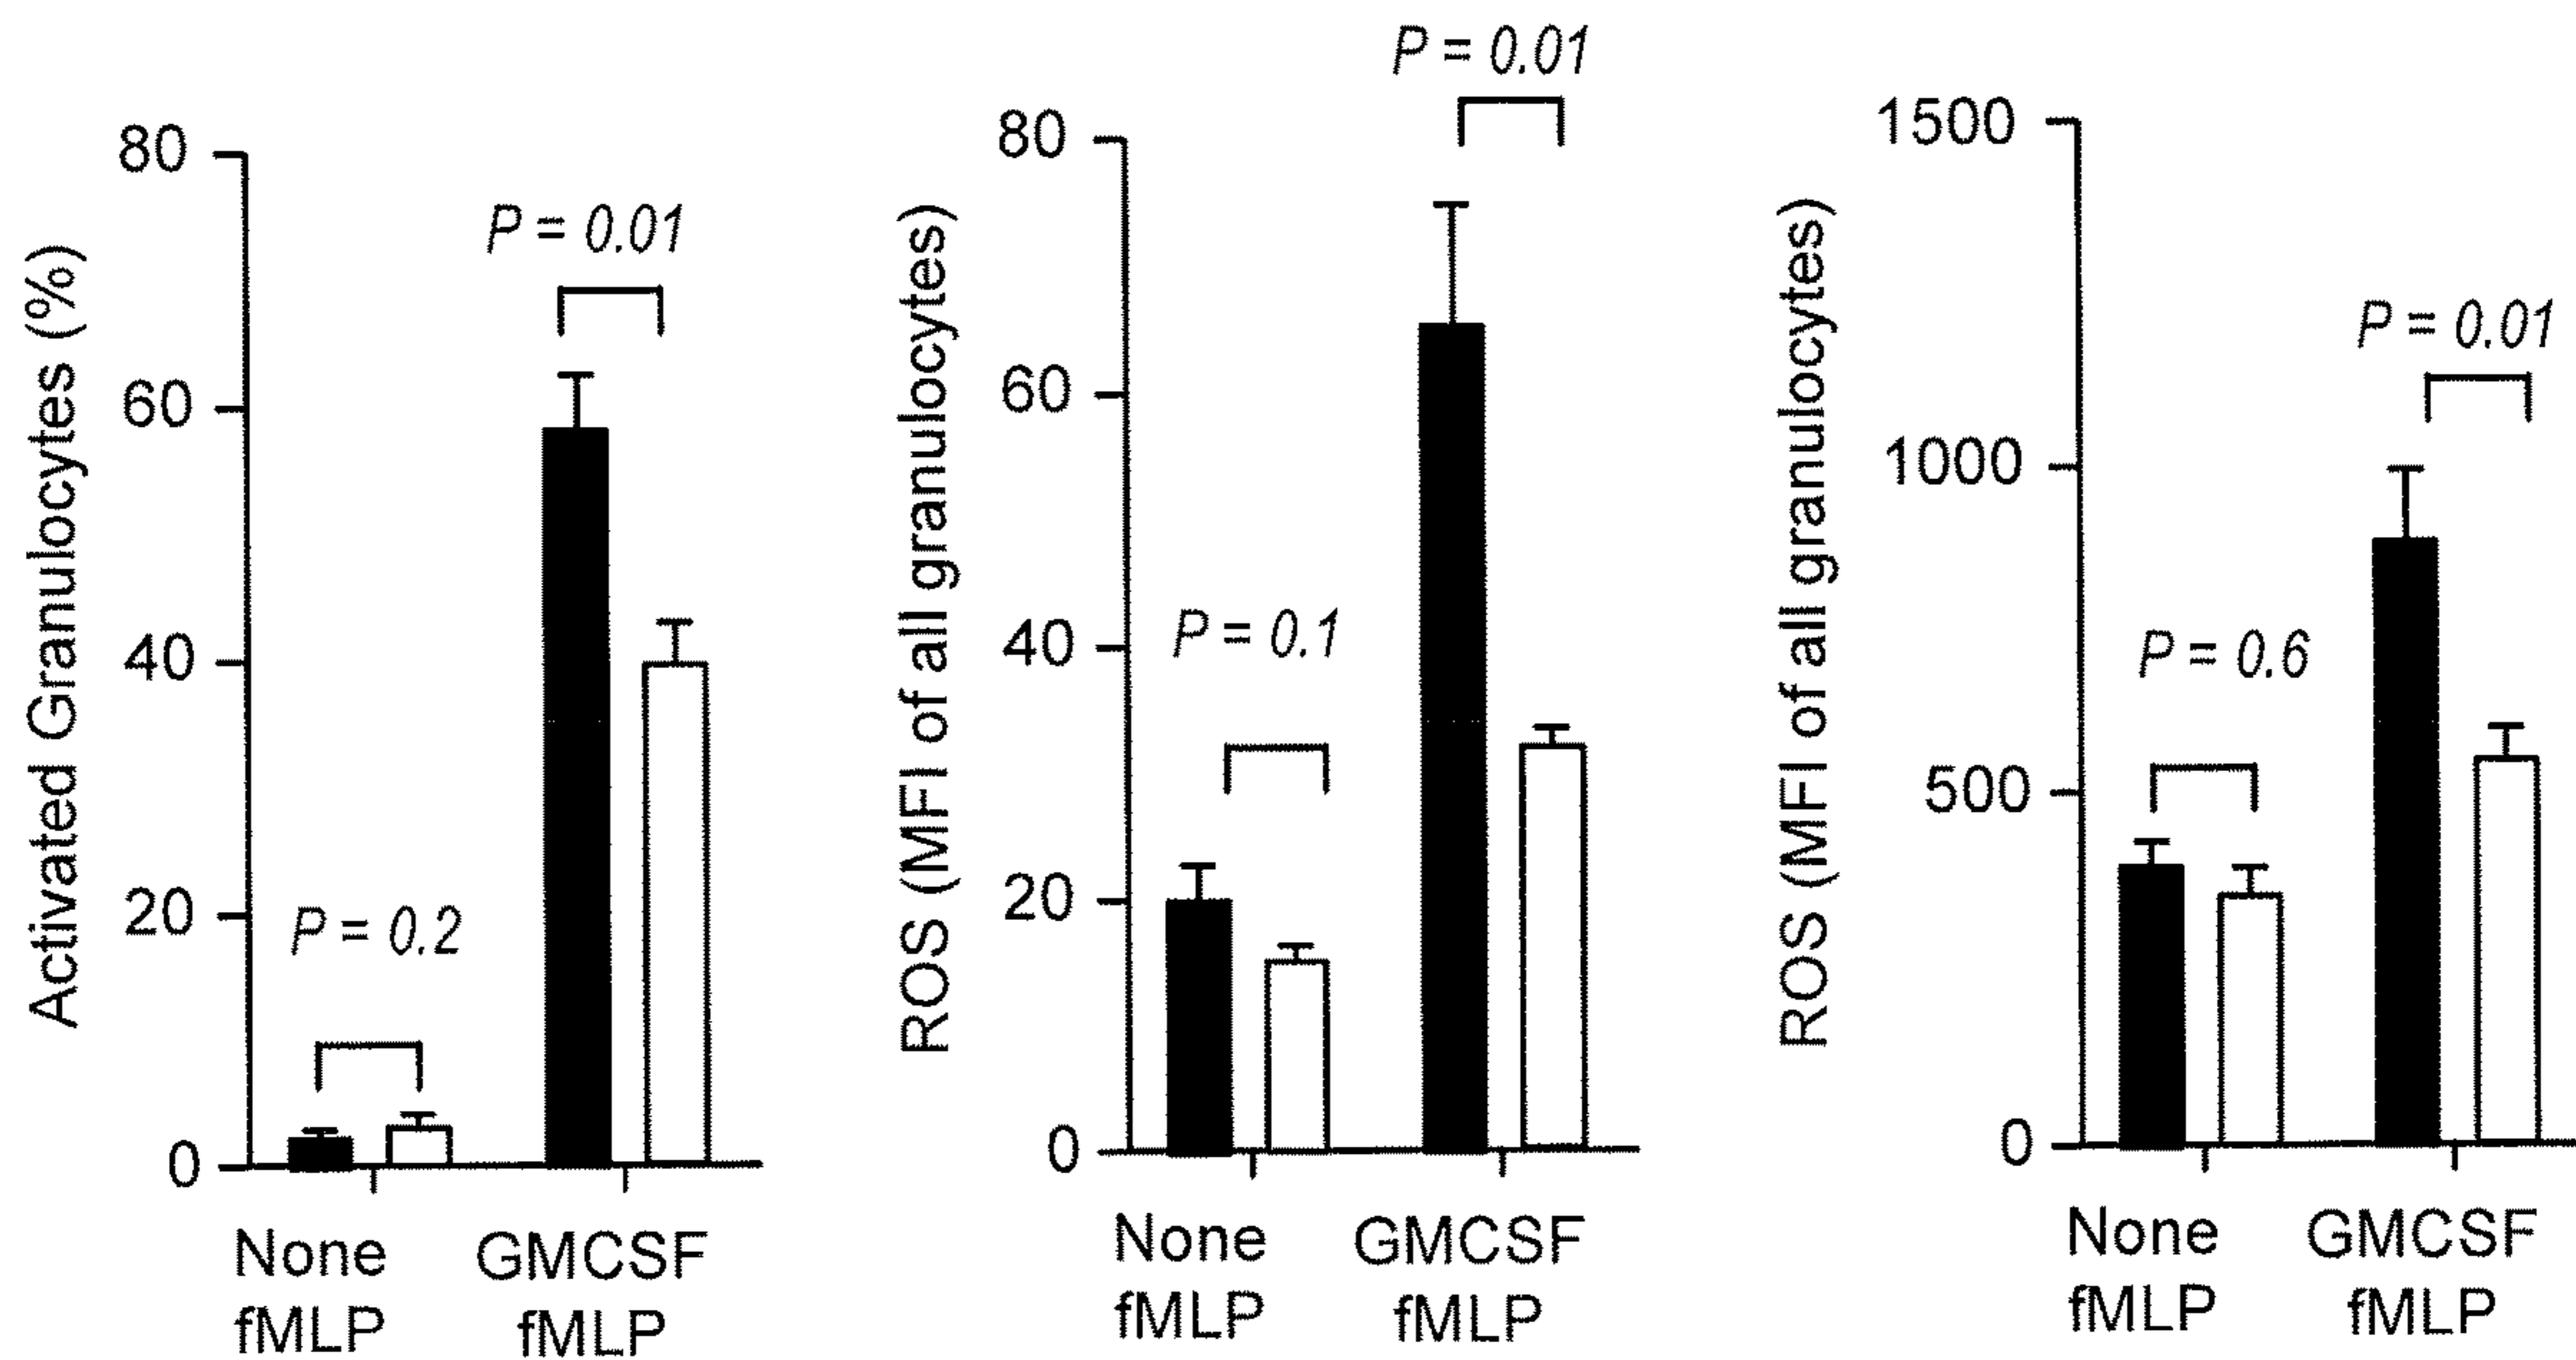 Activated Granulocytes (%)
80
60
40
20
0
P = 0.01
P = 0.2
None
fMLP
GMCSF
fMLP
ROS (MFI of all granulocytes)
80
60
40
20
0
P = 0.01
P = 0.1
None
fMLP
GMCSF
fMLP
ROS (MFI of all granulocytes)
1500
1000
500
0
P = 0.01
P = 0.6
None
fMLP
GMCSF
fMLP